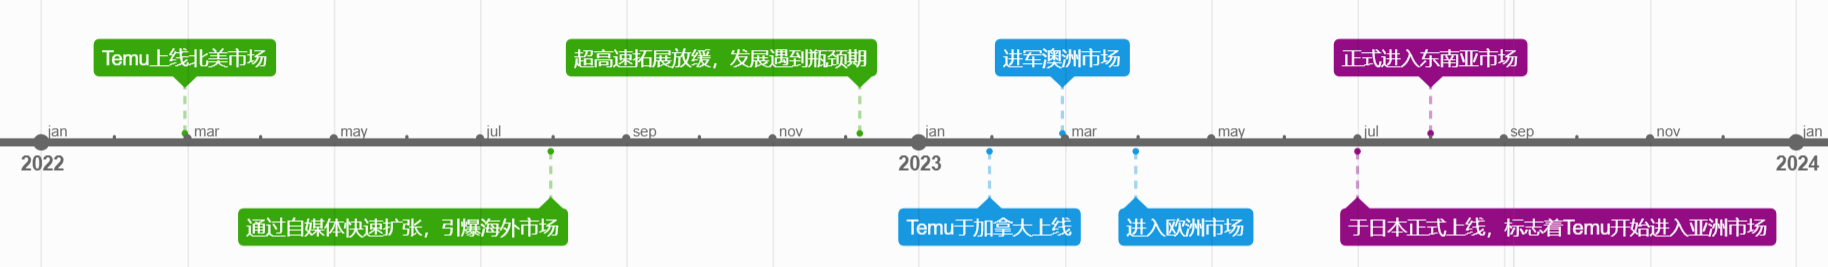 Temu上线北美市场
超高速拓展放缓，发展遇到瓶颈期
进军澳洲市场
正式进入东南亚市场
jan mar may jul sep nov jan mar may jul sep nov jan
2022 2023 2024
通过自媒体快速扩张，引爆海外市场
Temu于加拿大上线
进入欧洲市场
于日本正式上线，标志着Temu开始进入亚洲市场